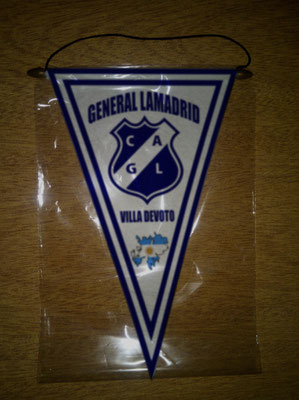 GENERAL LAMADRID
C A
G L
VILLA DEVOTO